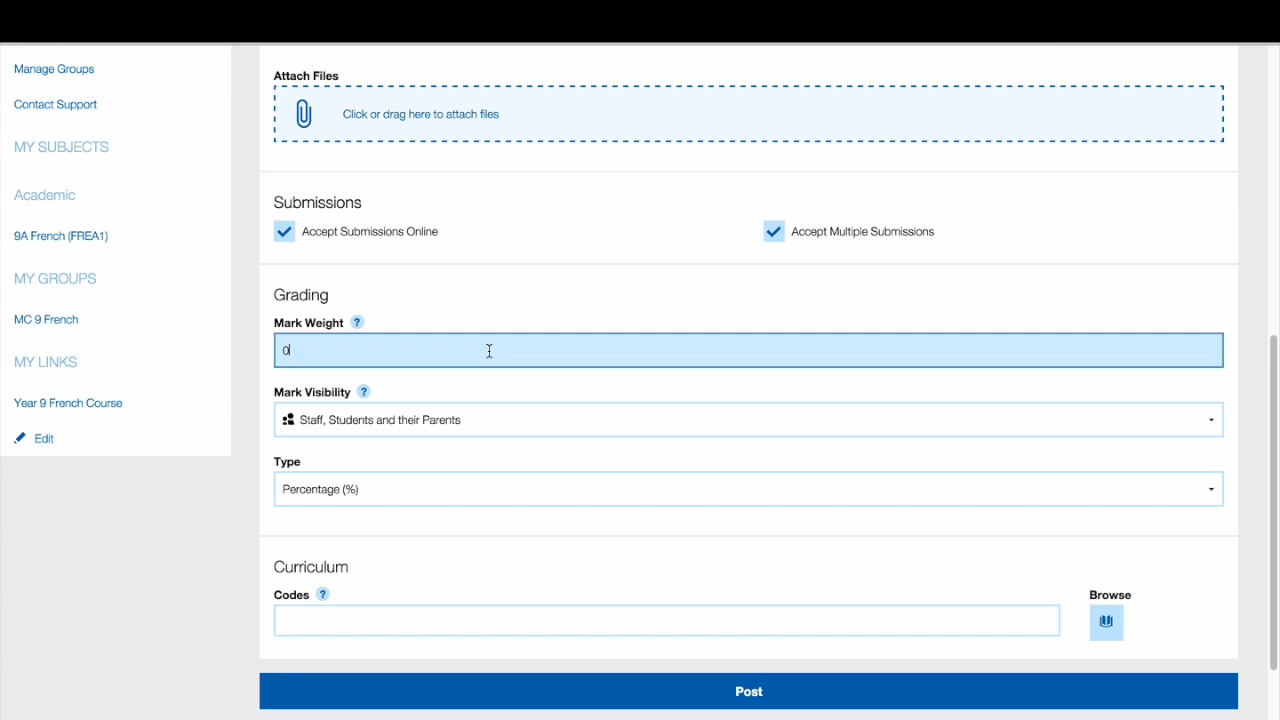 Manage Groups
Contact Support
MY SUBJECTS
Academic
9A French (FREA1)
MY GROUPS
MC 9 French
MY LINKS
Year 9 French Course
Edit
Attach Files
Click or drag here to attach files
Submissions
Accept Submissions Online
Accept Multiple Submissions
Grading
Mark Weight ?
0
Mark Visibility ?
Staff, Students and their Parents
Type
Percentage (%)
Curriculum
Codes ?
Browse
Post